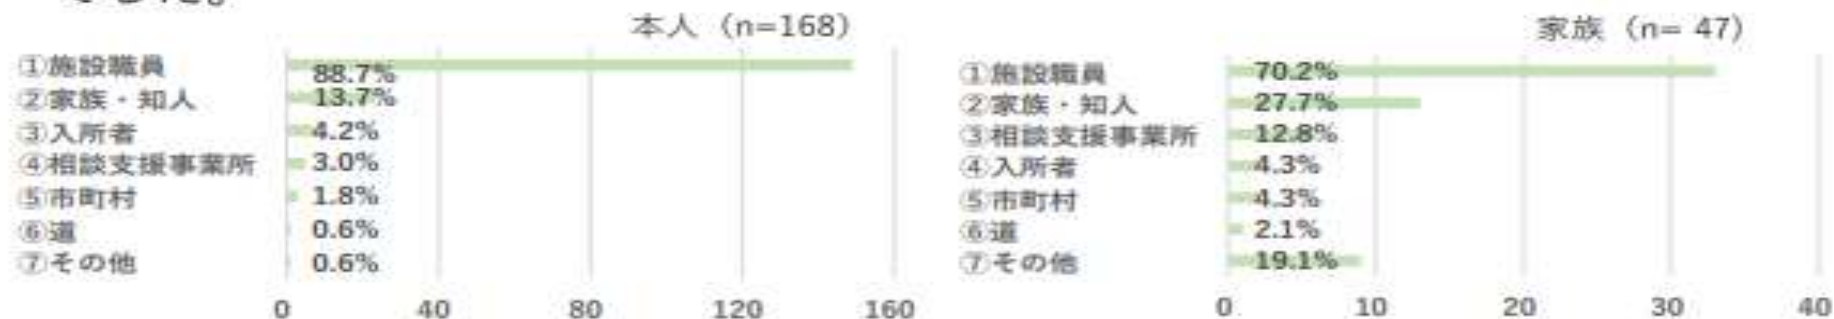 でした。
本人（n=168）
①施設職員 88.7%
②家族・知人 13.7%
③入所者 4.2%
④相談支援事業所 3.0%
⑤市町村 1.8%
⑥道 0.6%
⑦その他 0.6%
0 40 80 120 160
家族（n= 47）
①施設職員 70.2%
②家族・知人 27.7%
③相談支援事業所 12.8%
④入所者 4.3%
⑤市町村 4.3%
⑥道 2.1%
⑦その他 19.1%
0 10 20 30 40